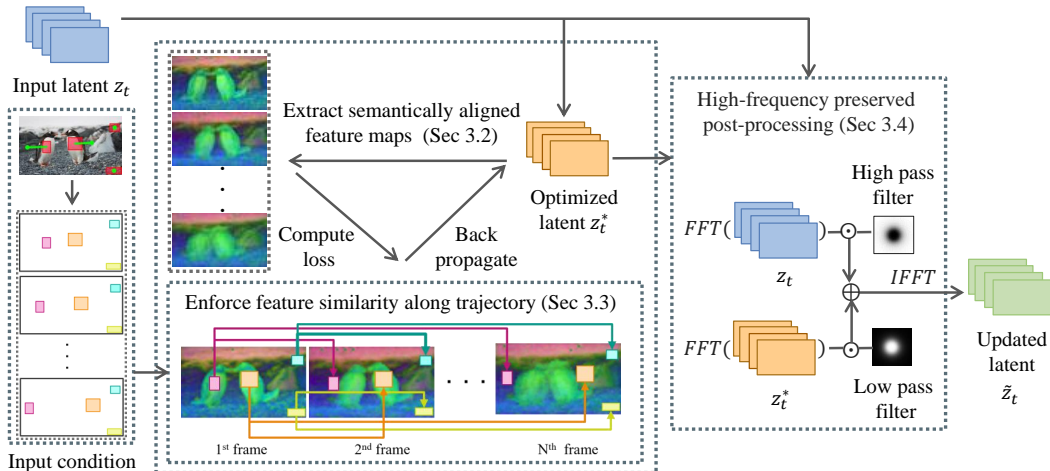 Input latent z_t
Input condition
Extract semantically aligned
feature maps (Sec 3.2)
Compute
loss
Back
propagate
Optimized
latent z_t^*
Enforce feature similarity along trajectory (Sec 3.3)
1st frame
2nd frame
Nth frame
High-frequency preserved
post-processing (Sec 3.4)
High pass
filter
FFT( )
z_t
IFFT
FFT( )
z_t^*
Low pass
filter
Updated
latent
z̃_t